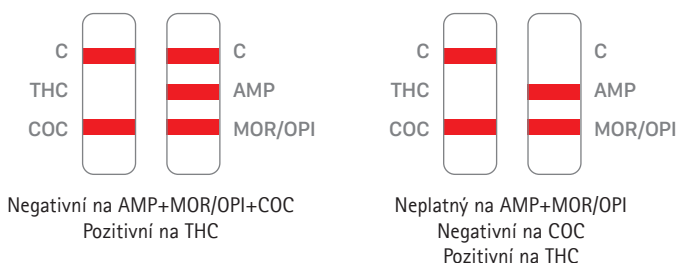 C C
THC AMP
COC MOR/OPI
Negativní na AMP+MOR/OPI+COC
Pozitivní na THC
C C
THC AMP
COC MOR/OPI
Neplatný na AMP+MOR/OPI
Negativní na COC
Pozitivní na THC